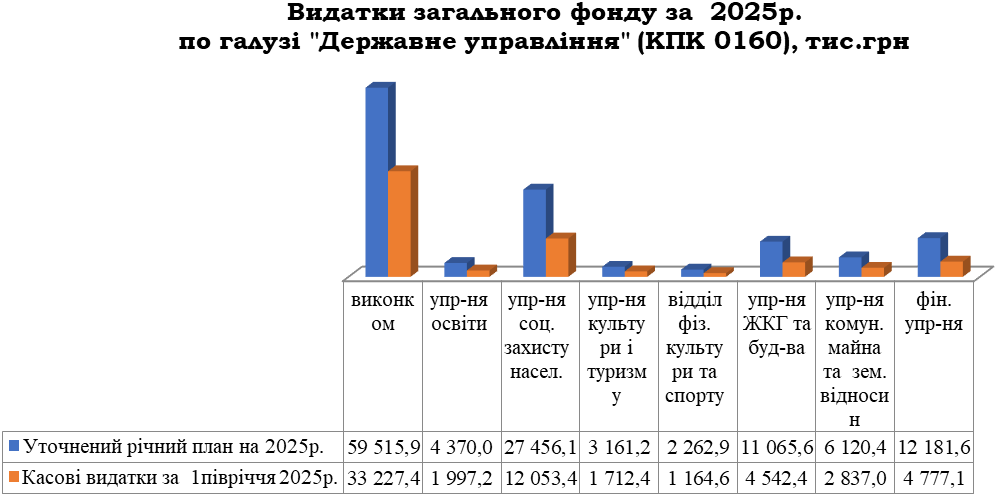 Видатки загального фонду за 2025р.
по галузі "Державне управління" (КПК 0160), тис.грн
виконк
ом
упр-ня
освіти
упр-ня
соц.
захисту
насел.
упр-ня
культу
ри і
туризм
у
відділ
фіз.
культу
ри та
спорту
упр-ня
ЖКГ та
буд-ва
упр-ня
комун.
майна
та зем.
відноси
н
фін.
упр-ня
Уточнений річний план на 2025р. 59 515,9 4 370,0 27 456,1 3 161,2 2 262,9 11 065,6 6 120,4 12 181,6
Касові видатки за 1півріччя 2025р. 33 227,4 1 997,2 12 053,4 1 712,4 1 164,6 4 542,4 2 837,0 4 777,1